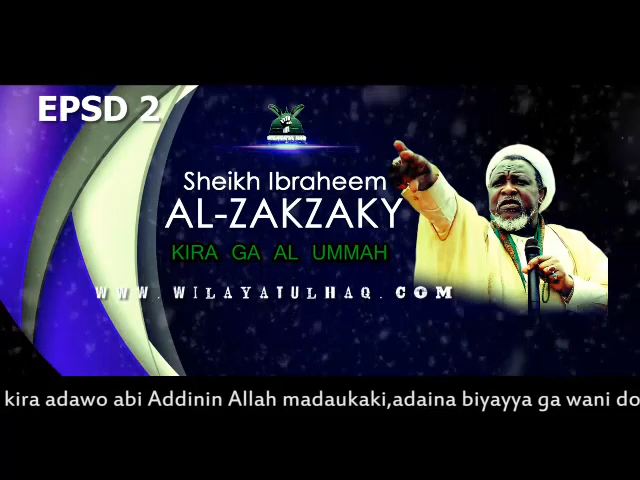 EPSD 2
Sheikh Ibraheem
AL-ZAKZAKY
KIRA GA AL UMMAH
WWW.WILAYATULHAQ.COM
kira adawo abi Addinin Allah madaukaki,adaina biyayya ga wani do